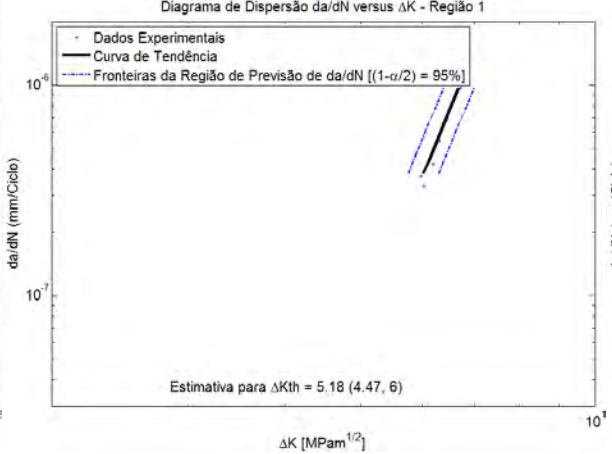 Diagrama de Dispersão da/dN versus ΔK - Região 1
Dados Experimentais
Curva de Tendência
Fronteiras da Região de Previsão de da/dN [(1-α/2) = 95%]
10⁻⁶
da/dN (mm/Ciclo)
10⁻⁷
Estimativa para ΔKth = 5.18 (4.47, 6)
10¹
ΔK [MPam^1/2]